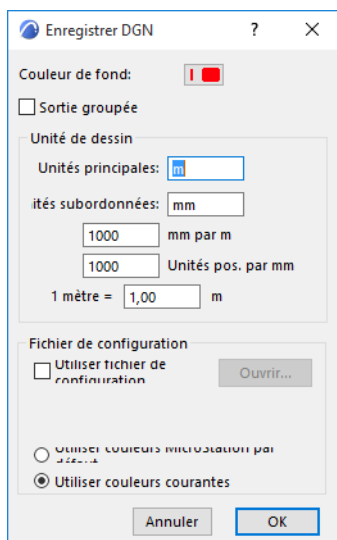 Enregistrer DGN ?
Couleur de fond:
Sortie groupée
Unité de dessin
Unités principales: m
ités subordonnées: mm
1000 mm par m
1000 Unités pos. par mm
1 mètre = 1,00 m
Fichier de configuration
Utiliser fichier de
configuration
Ouvrir...
Utiliser couleurs MicroStation par
défaut
Utiliser couleurs courantes
Annuler OK